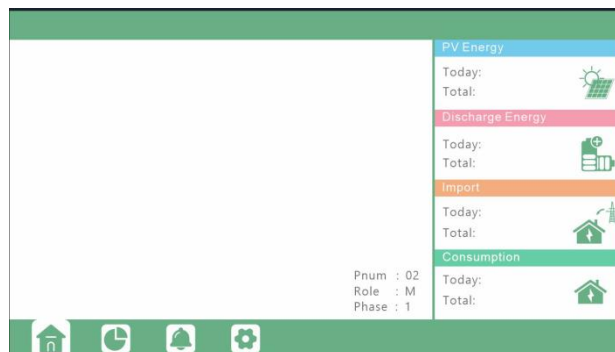 PV Energy
Today:
Total:
Discharge Energy
Today:
Total:
Import
Today:
Total:
Consumption
Today:
Total:
Pnum : 02
Role : M
Phase : 1